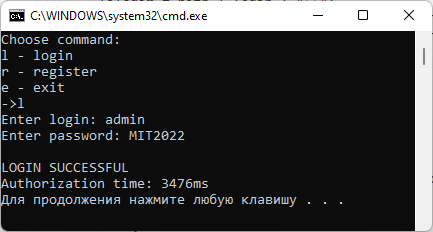 C:\WINDOWS\system32\cmd.exe
Choose command:
l - login
r - register
e - exit
->l
Enter login: admin
Enter password: MIT2022
LOGIN SUCCESSFUL
Authorization time: 3476ms
Для продолжения нажмите любую клавишу . . .